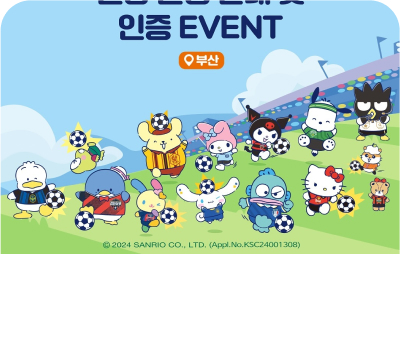 인증 EVENT
부산
© 2024 SANRIO CO., LTD. (Appl.No.KSC24001308)